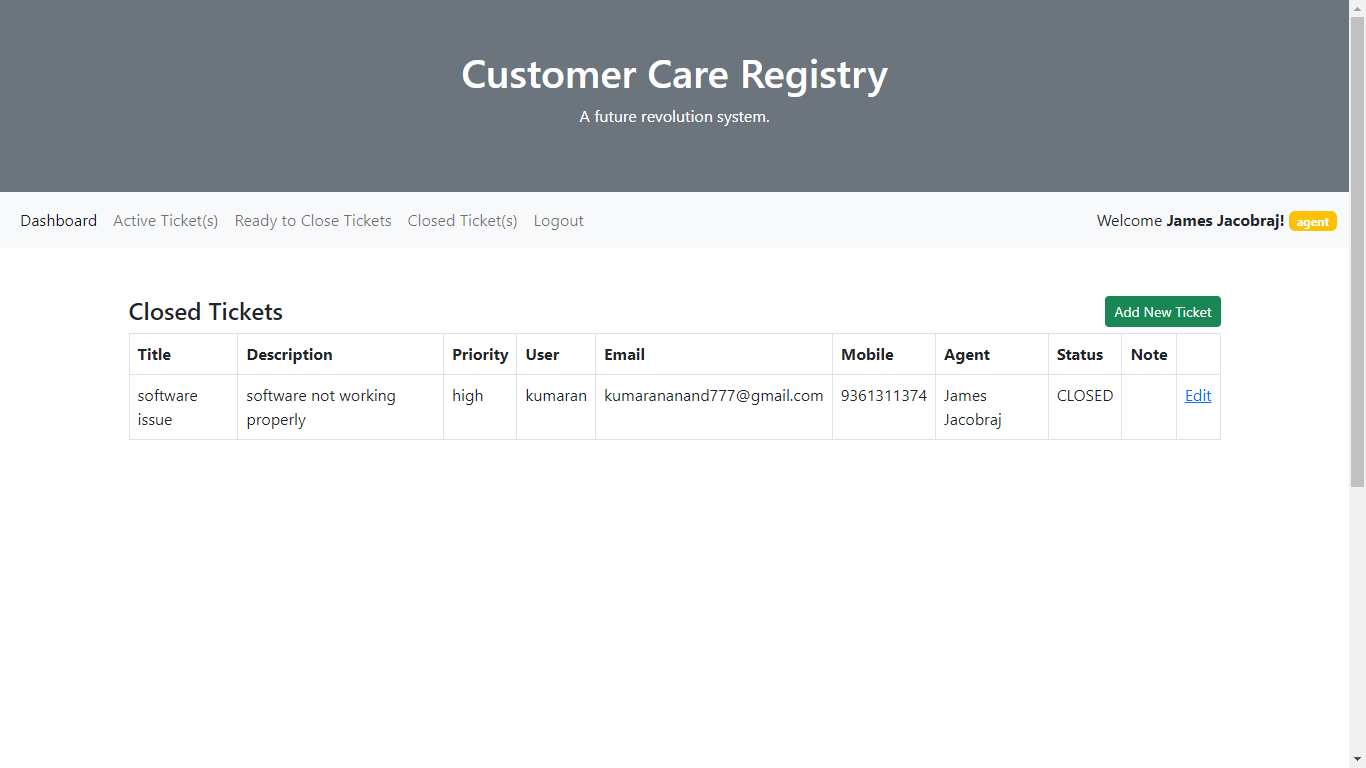 Customer Care Registry
A future revolution system.
Dashboard Active Ticket(s) Ready to Close Tickets Closed Ticket(s) Logout Welcome James Jacobraj! agent
Closed Tickets Add New Ticket
Title Description Priority User Email Mobile Agent Status Note
software software not working high kumaran kumarananand777@gmail.com 9361311374 James CLOSED Edit
issue properly Jacobraj